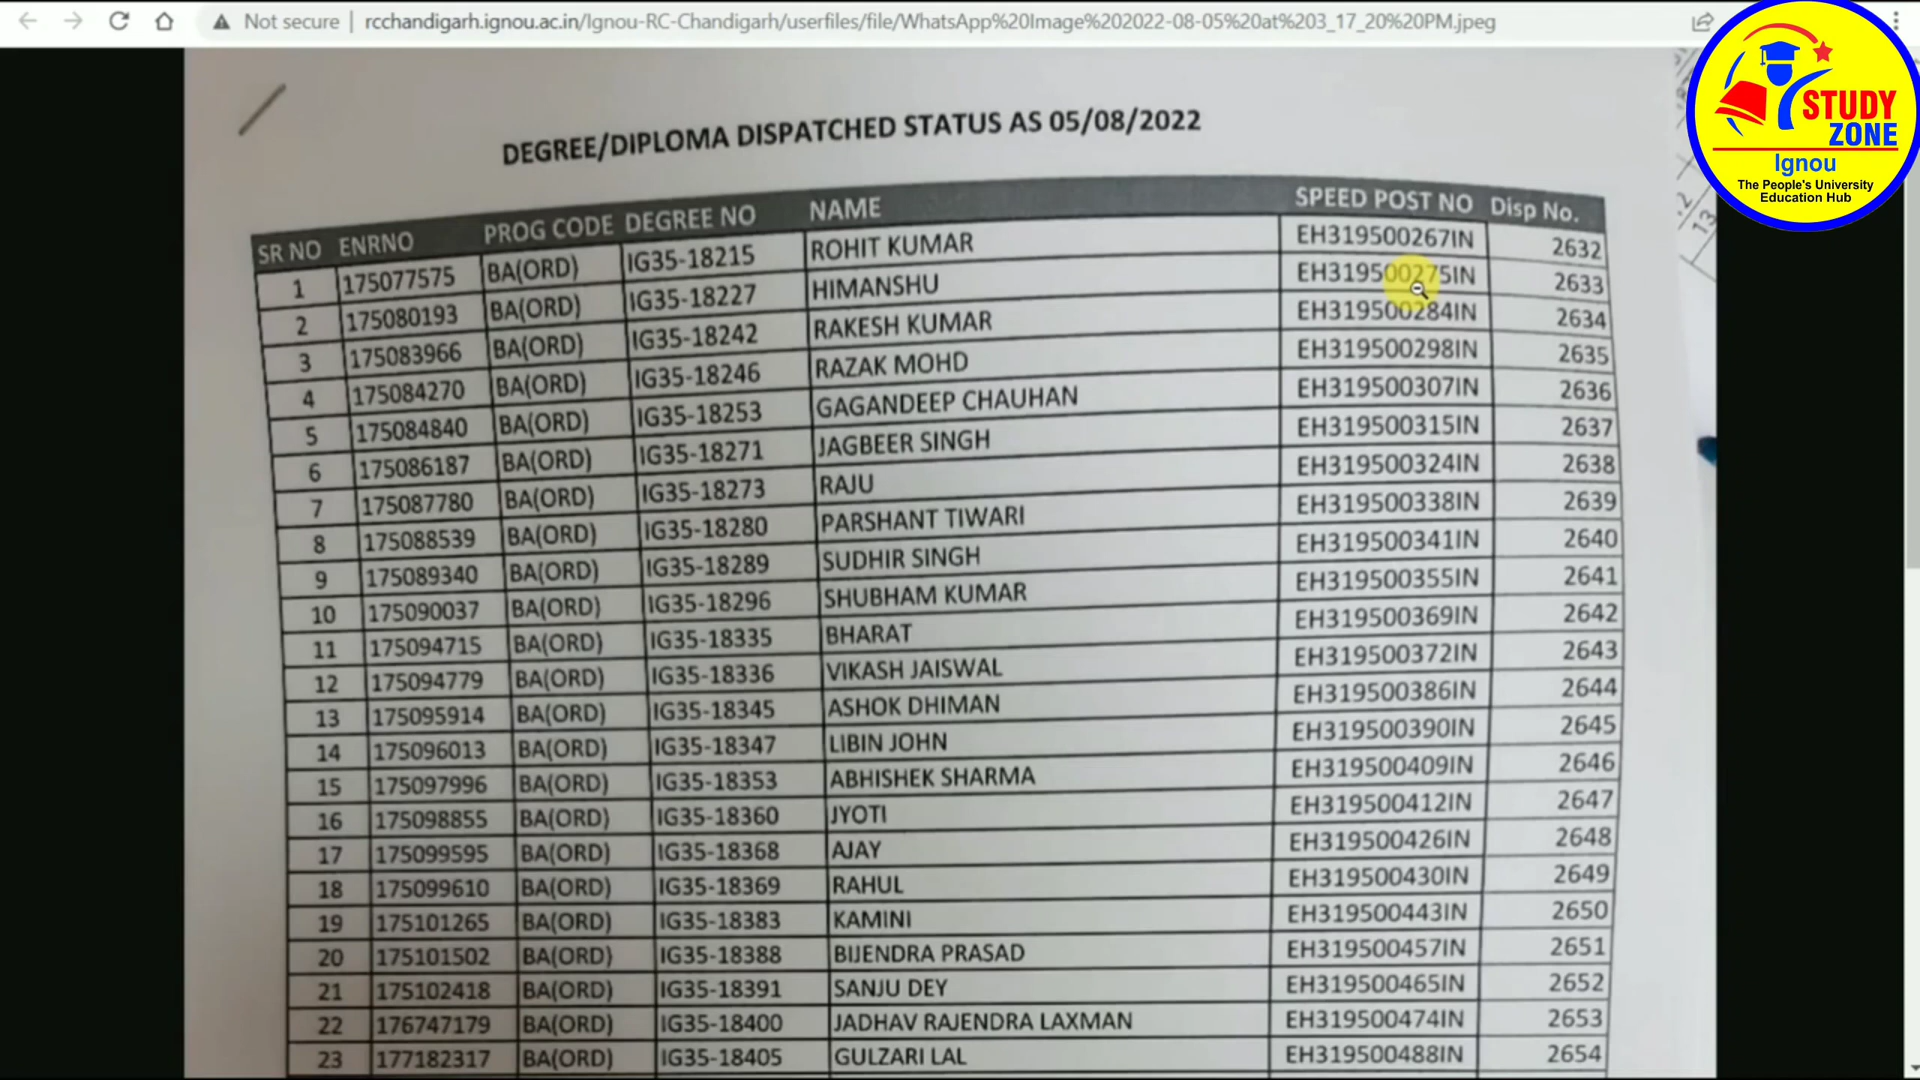 Not secure | rcchandigarh.ignou.ac.in/Ignou-RC-Chandigarh/userfiles/file/WhatsApp%20Image%202022-08-05%20at%203_17_20%20PM.jpeg
STUDY
ZONE
Ignou
The People's University
Education Hub
DEGREE/DIPLOMA DISPATCHED STATUS AS 05/08/2022
SR NO ENRNO PROG CODE DEGREE NO NAME SPEED POST NO Disp No.
1 175077575 BA(ORD) IG35-18215 ROHIT KUMAR EH319500267IN 2632
2 175080193 BA(ORD) IG35-18227 HIMANSHU EH319500275IN 2633
3 175083966 BA(ORD) IG35-18242 RAKESH KUMAR EH319500284IN 2634
4 175084270 BA(ORD) IG35-18246 RAZAK MOHD EH319500298IN 2635
5 175084840 BA(ORD) IG35-18253 GAGANDEEP CHAUHAN EH319500307IN 2636
6 175086187 BA(ORD) IG35-18271 JAGBEER SINGH EH319500315IN 2637
7 175087780 BA(ORD) IG35-18273 RAJU EH319500324IN 2638
8 175088539 BA(ORD) IG35-18280 PARSHANT TIWARI EH319500338IN 2639
9 175089340 BA(ORD) IG35-18289 SUDHIR SINGH EH319500341IN 2640
10 175090037 BA(ORD) IG35-18296 SHUBHAM KUMAR EH319500355IN 2641
11 175094715 BA(ORD) IG35-18335 BHARAT EH319500369IN 2642
12 175094779 BA(ORD) IG35-18336 VIKASH JAISWAL EH319500372IN 2643
13 175095914 BA(ORD) IG35-18345 ASHOK DHIMAN EH319500386IN 2644
14 175096013 BA(ORD) IG35-18347 LIBIN JOHN EH319500390IN 2645
15 175097996 BA(ORD) IG35-18353 ABHISHEK SHARMA EH319500409IN 2646
16 175098855 BA(ORD) IG35-18360 JYOTI EH319500412IN 2647
17 175099595 BA(ORD) IG35-18368 AJAY EH319500426IN 2648
18 175099610 BA(ORD) IG35-18369 RAHUL EH319500430IN 2649
19 175101265 BA(ORD) IG35-18383 KAMINI EH319500443IN 2650
20 175101502 BA(ORD) IG35-18388 BIJENDRA PRASAD EH319500457IN 2651
21 175102418 BA(ORD) IG35-18391 SANJU DEY EH319500465IN 2652
22 176747179 BA(ORD) IG35-18400 JADHAV RAJENDRA LAXMAN EH319500474IN 2653
23 177182317 BA(ORD) IG35-18405 GULZARI LAL EH319500488IN 2654